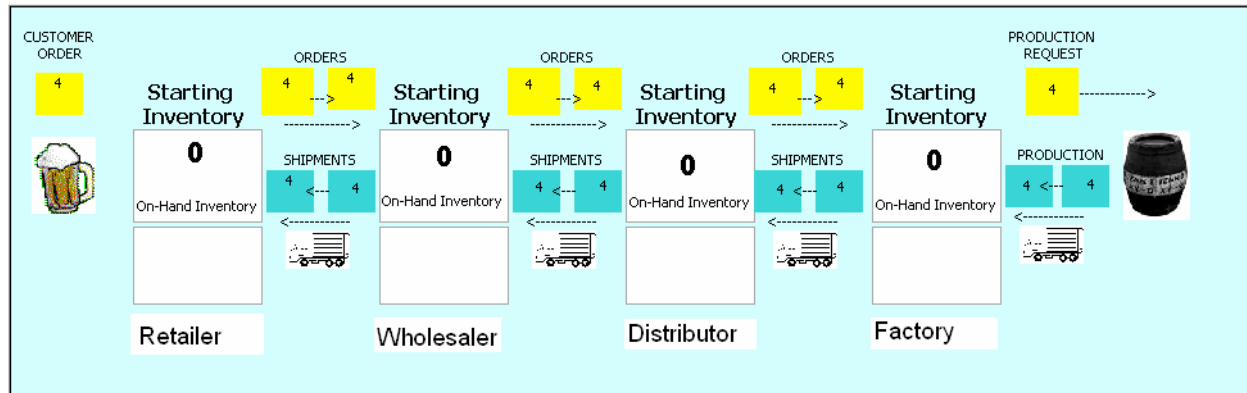 CUSTOMER
ORDER
4
Starting
Inventory
0
On-Hand Inventory
Retailer
ORDERS
4
4
--->
------------>
SHIPMENTS
4
<---
4
<------------
Starting
Inventory
0
On-Hand Inventory
Wholesaler
ORDERS
4
4
--->
------------>
SHIPMENTS
4
<---
4
<------------
Starting
Inventory
0
On-Hand Inventory
Distributor
ORDERS
4
4
--->
------------>
SHIPMENTS
4
<---
4
<------------
Starting
Inventory
0
On-Hand Inventory
Factory
PRODUCTION
REQUEST
4
------------>
PRODUCTION
4
<---
4
<------------